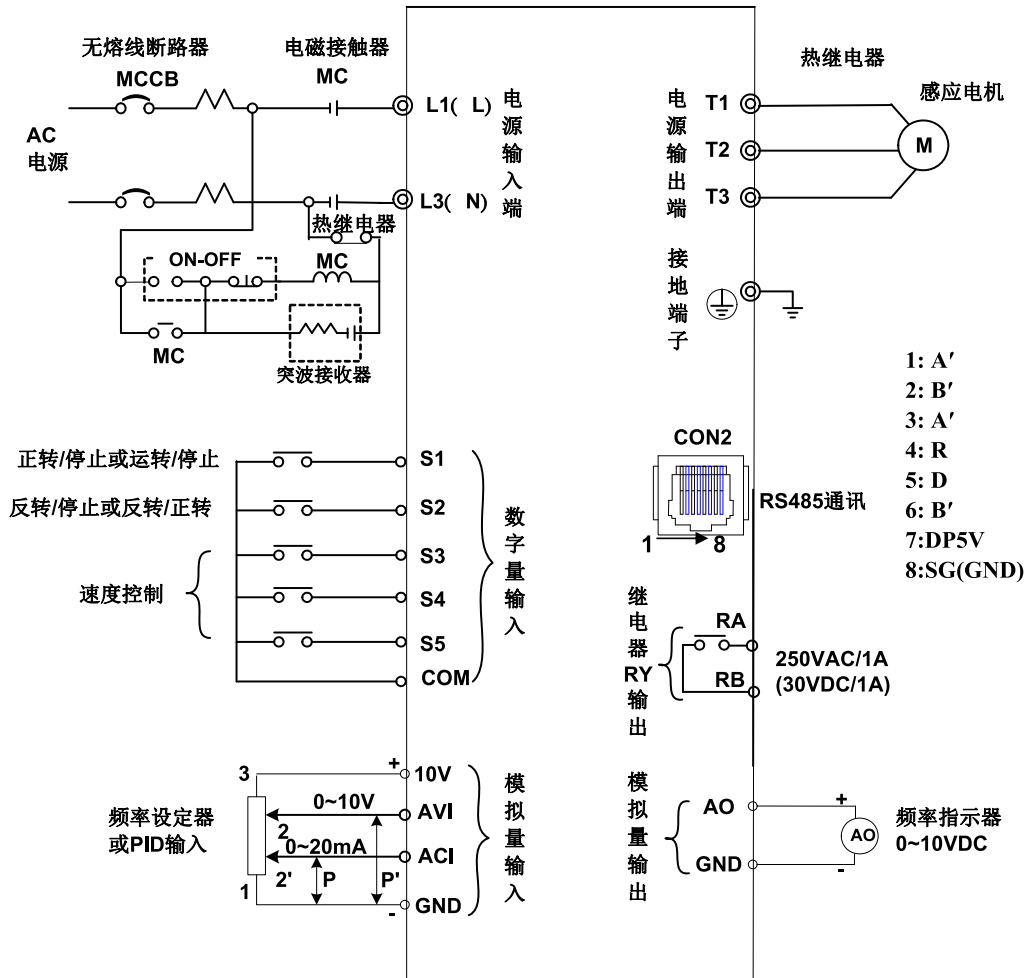 无熔线断路器
MCCB
电磁接触器
MC
AC
电源
L1( L)
L3( N)
电源输入端
热继电器
ON-OFF
MC
MC
突波接收器
电源输出端
T1
T2
T3
热继电器
感应电机
M
接地端子
正转/停止或运转/停止
反转/停止或反转/正转
速度控制
S1
S2
S3
S4
S5
COM
数字量输入
CON2
1
8
RS485通讯
1: A′
2: B′
3: A′
4: R
5: D
6: B′
7:DP5V
8:SG(GND)
继电器RY输出
RA
RB
250VAC/1A
(30VDC/1A)
频率设定器
或PID输入
3
2
2'
1
0~10V
0~20mA
P
P'
+
10V
AVI
ACI
-
GND
模拟量输入
模拟量输出
AO
GND
+
AO
-
频率指示器
0~10VDC